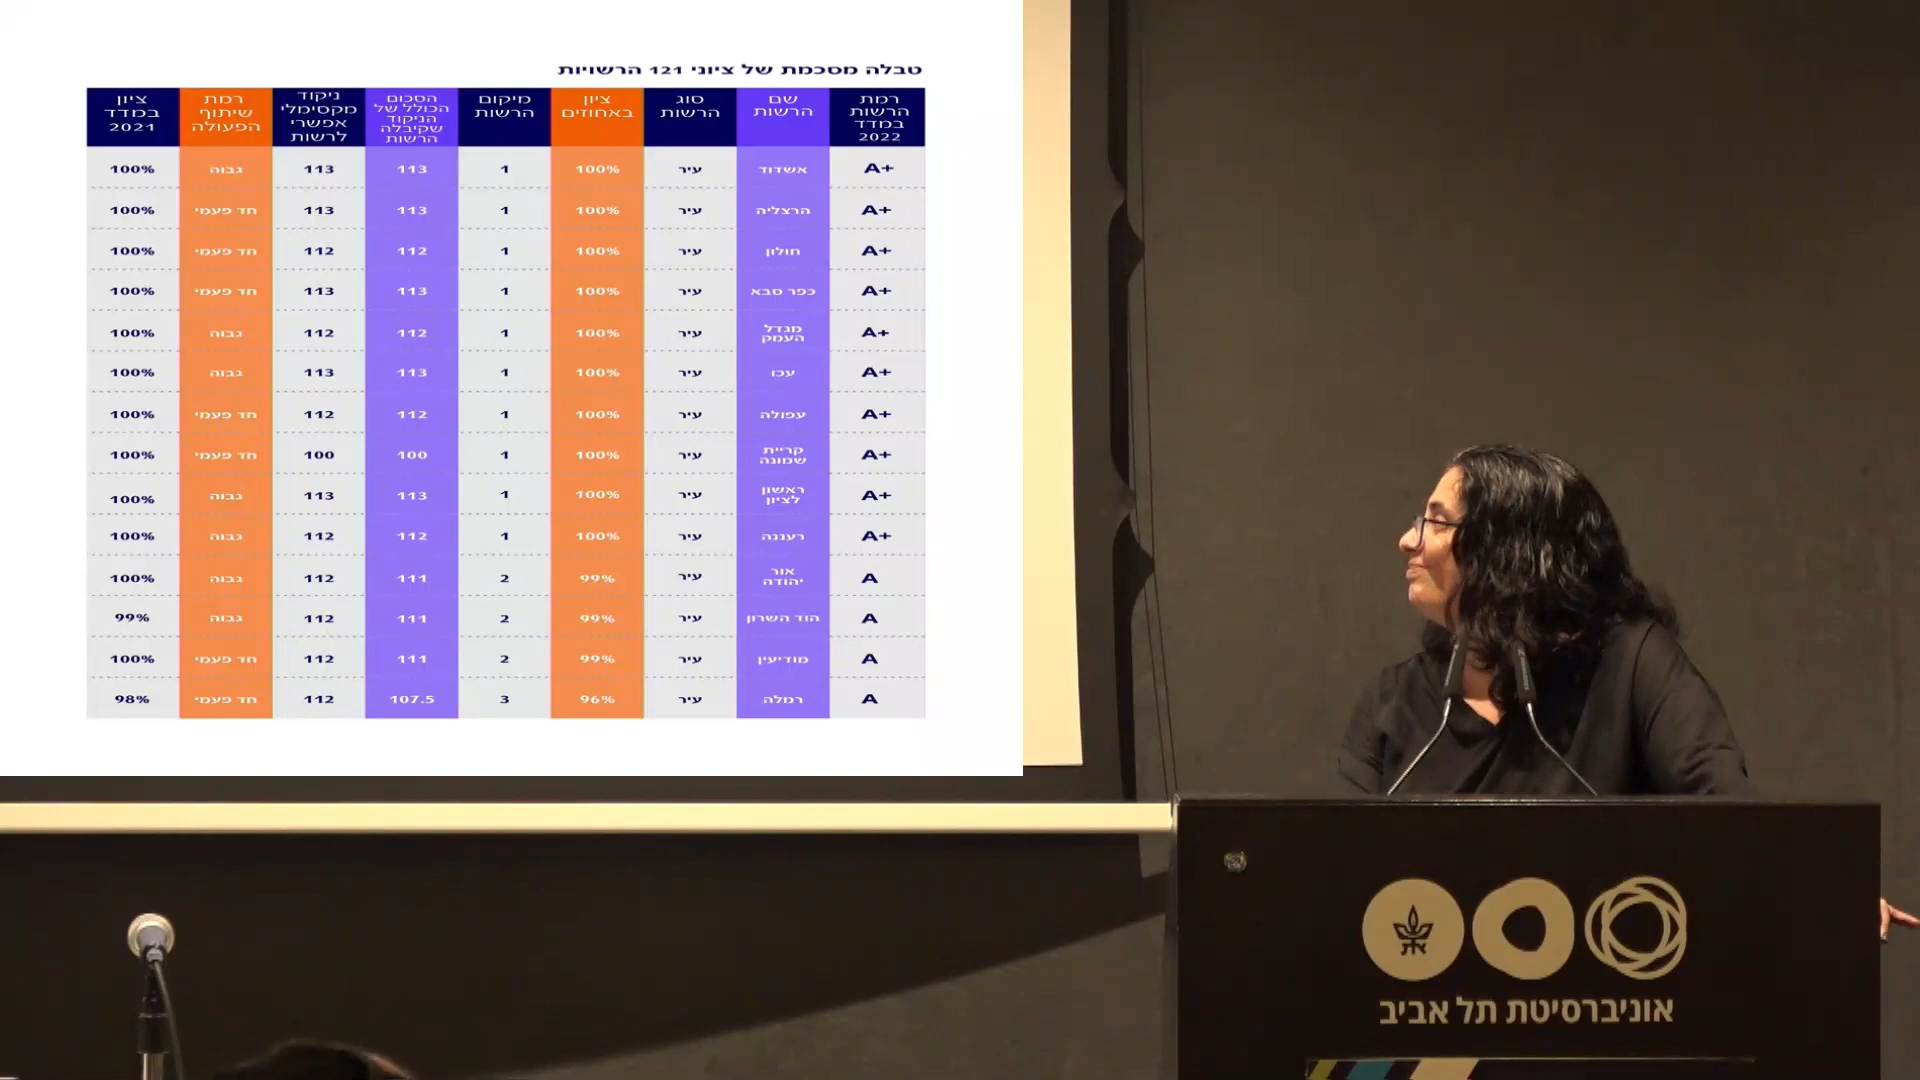 טבלה מסכמת של ציוני 121 הרשויות
רמת הרשות במדד 2022 שם הרשות סוג הרשות ציון באחוזים מיקום הרשות הסכום הכולל של הניקוד שקיבלה הרשות ניקוד מקסימלי אפשרי לרשות רמת שיתוף הפעולה ציון במדד 2021
A+ אשדוד עיר 100% 1 113 113 גבוה 100%
A+ הרצליה עיר 100% 1 113 113 חד פעמי 100%
A+ חולון עיר 100% 1 112 112 חד פעמי 100%
A+ כפר סבא עיר 100% 1 113 113 חד פעמי 100%
A+ מגדל העמק עיר 100% 1 112 112 גבוה 100%
A+ עכו עיר 100% 1 113 113 גבוה 100%
A+ עפולה עיר 100% 1 112 112 חד פעמי 100%
A+ קריית שמונה עיר 100% 1 100 100 חד פעמי 100%
A+ ראשון לציון עיר 100% 1 113 113 גבוה 100%
A+ רעננה עיר 100% 1 112 112 גבוה 100%
A אור יהודה עיר 99% 2 111 112 גבוה 100%
A הוד השרון עיר 99% 2 111 112 גבוה 99%
A מודיעין עיר 99% 2 111 112 חד פעמי 100%
A רמלה עיר 96% 3 107.5 112 חד פעמי 98%
אוניברסיטת תל אביב